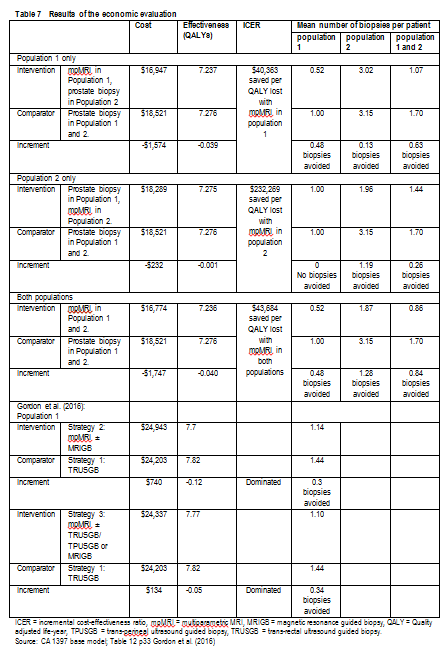 Table 7 Results of the economic evaluation
Cost Effectiveness (QALYs) ICER Mean number of biopsies per patient
population 1 population 2 population 1 and 2
Population 1 only
Intervention mpMRI in Population 1, prostate biopsy in Population 2 $16,947 7.237 $40,363 saved per QALY lost with mpMRI in population 1 0.52 3.02 1.07
Comparator Prostate biopsy in Population 1 and 2. $18,521 7.276 1.00 3.15 1.70
Increment -$1,574 -0.039 0.48 biopsies avoided 0.13 biopsies avoided 0.63 biopsies avoided
Population 2 only
Intervention Prostate biopsy in Population 1, mpMRI in Population 2. $18,289 7.275 $232,269 saved per QALY lost with mpMRI in population 2 1.00 1.96 1.44
Comparator Prostate biopsy in Population 1 and 2. $18,521 7.276 1.00 3.15 1.70
Increment -$232 -0.001 0 No biopsies avoided 1.19 biopsies avoided 0.26 biopsies avoided
Both populations
Intervention mpMRI in Population 1 and 2. $16,774 7.236 $43,684 saved per QALY lost with mpMRI in both populations 0.52 1.87 0.86
Comparator Prostate biopsy in Population 1 and 2. $18,521 7.276 1.00 3.15 1.70
Increment -$1,747 -0.040 0.48 biopsies avoided 1.28 biopsies avoided 0.84 biopsies avoided
Gordon et al. (2016): Population 1
Intervention Strategy 2: mpMRI ± MRIGB $24,943 7.7 1.14
Comparator Strategy 1: TRUSGB $24,203 7.82 1.44
Increment $740 -0.12 Dominated 0.3 biopsies avoided
Intervention Strategy 3: mpMRI ± TRUSGB/ TPUSGB or MRIGB $24,337 7.77 1.10
Comparator Strategy 1: TRUSGB $24,203 7.82 1.44
Increment $134 -0.05 Dominated 0.34 biopsies avoided
ICER = incremental cost-effectiveness ratio, mpMRI = multiparametric MRI, MRIGB = magnetic resonance guided biopsy, QALY = Quality
adjusted life-year, TPUSGB = trans-perineal ultrasound guided biopsy, TRUSGB = trans-rectal ultrasound guided biopsy.
Source: CA 1397 base model; Table 12 p33 Gordon et al. (2016)